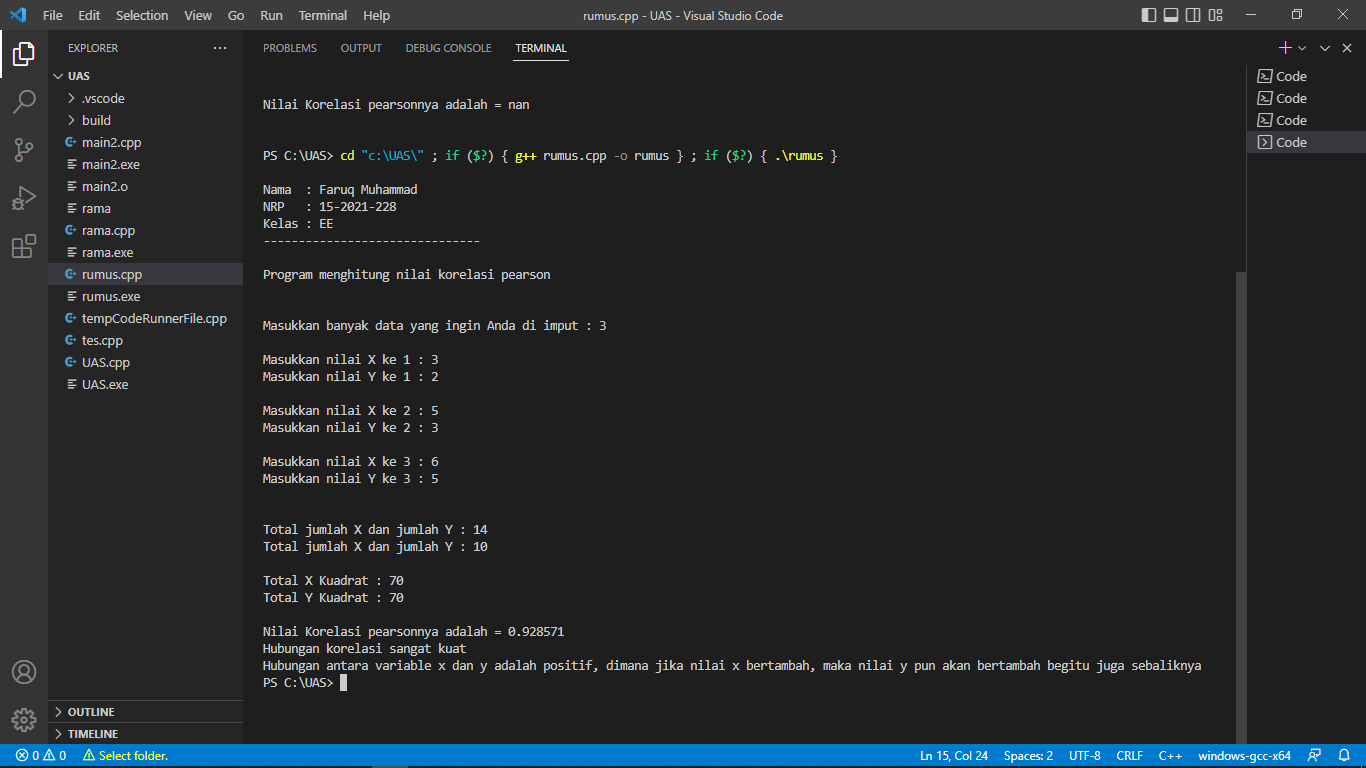 File Edit Selection View Go Run Terminal Help
rumus.cpp - UAS - Visual Studio Code
EXPLORER
UAS
.vscode
build
main2.cpp
main2.exe
main2.o
rama
rama.cpp
rama.exe
rumus.cpp
rumus.exe
tempCodeRunnerFile.cpp
tes.cpp
UAS.cpp
UAS.exe
OUTLINE
TIMELINE
PROBLEMS OUTPUT DEBUG CONSOLE TERMINAL
Nilai Korelasi pearsonnya adalah = nan
PS C:\UAS> cd "c:\UAS\" ; if ($?) { g++ rumus.cpp -o rumus } ; if ($?) { .\rumus }
Nama : Faruq Muhammad
NRP : 15-2021-228
Kelas : EE
-------------------------------
Program menghitung nilai korelasi pearson
Masukkan banyak data yang ingin Anda di imput : 3
Masukkan nilai X ke 1 : 3
Masukkan nilai Y ke 1 : 2
Masukkan nilai X ke 2 : 5
Masukkan nilai Y ke 2 : 3
Masukkan nilai X ke 3 : 6
Masukkan nilai Y ke 3 : 5
Total jumlah X dan jumlah Y : 14
Total jumlah X dan jumlah Y : 10
Total X Kuadrat : 70
Total Y Kuadrat : 70
Nilai Korelasi pearsonnya adalah = 0.928571
Hubungan korelasi sangat kuat
Hubungan antara variable x dan y adalah positif, dimana jika nilai x bertambah, maka nilai y pun akan bertambah begitu juga sebaliknya
PS C:\UAS>
Code
Code
Code
Code
0 0 Select folder.
Ln 15, Col 24 Spaces: 2 UTF-8 CRLF C++ windows-gcc-x64